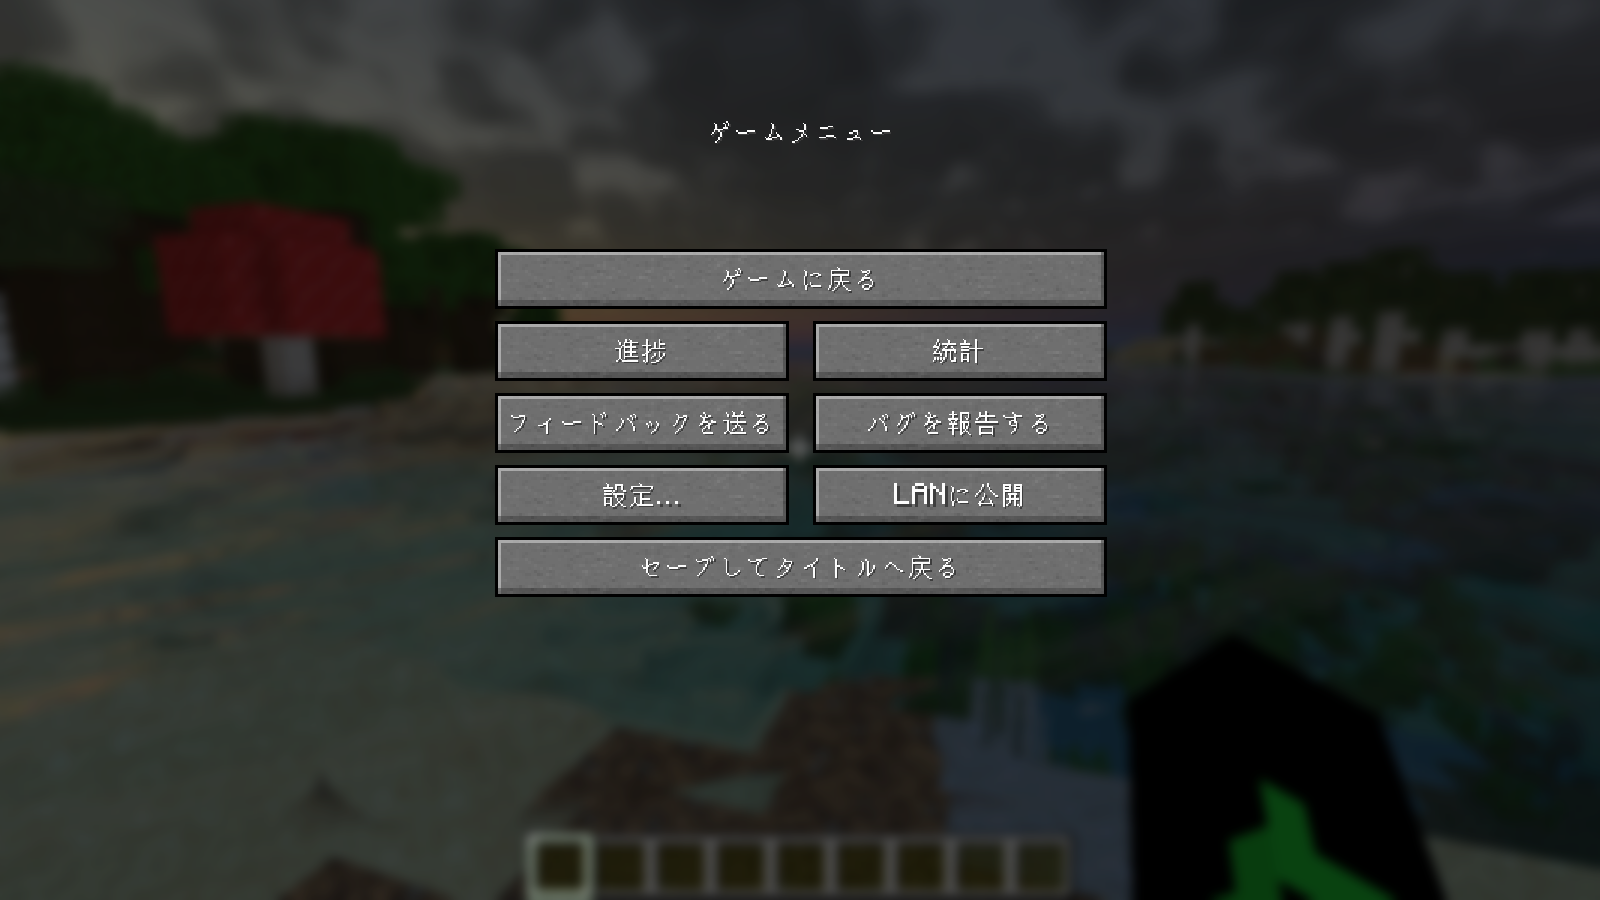 ゲームメニュー
ゲームに戻る
進捗
統計
フィードバックを送る
バグを報告する
設定...
LANに公開
セーブしてタイトルへ戻る